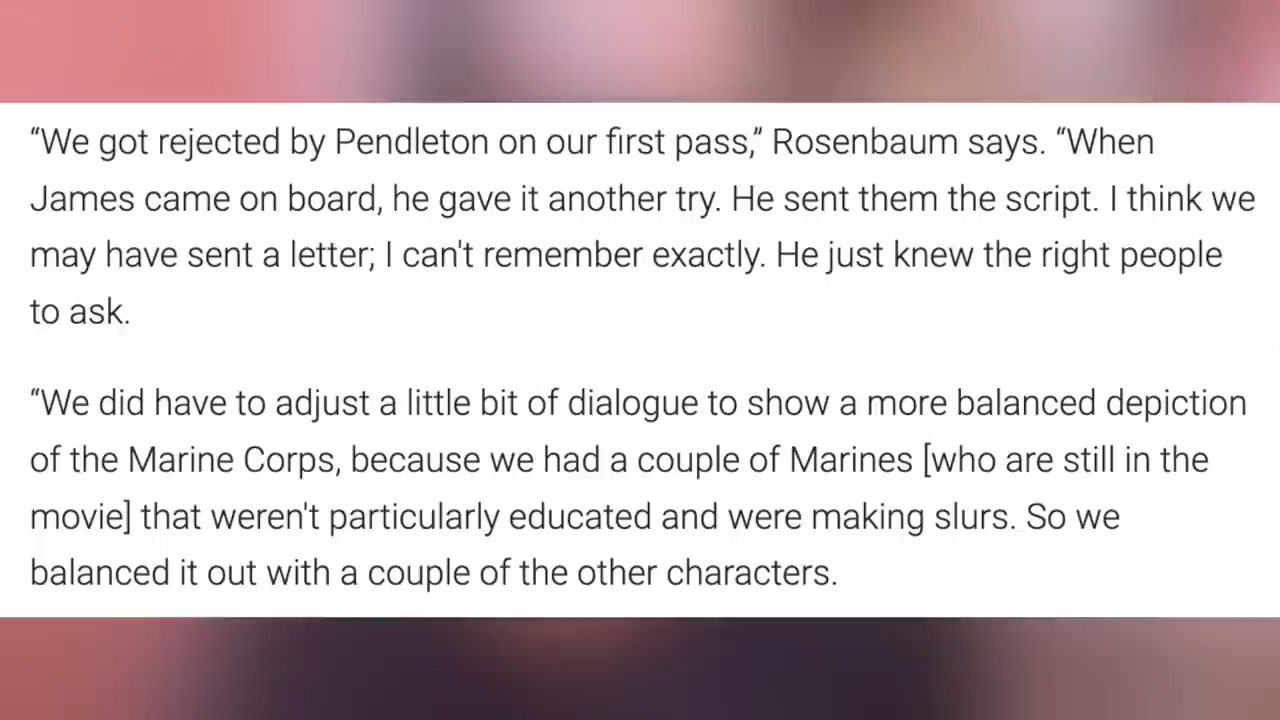 “We got rejected by Pendleton on our first pass,” Rosenbaum says. “When
James came on board, he gave it another try. He sent them the script. I think we
may have sent a letter; I can't remember exactly. He just knew the right people
to ask.
“We did have to adjust a little bit of dialogue to show a more balanced depiction
of the Marine Corps, because we had a couple of Marines [who are still in the
movie] that weren't particularly educated and were making slurs. So we
balanced it out with a couple of the other characters.